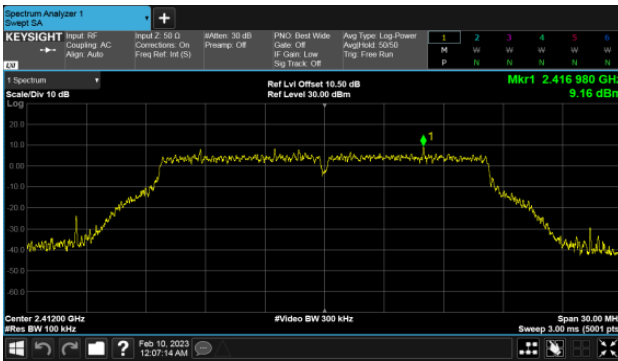 Spectrum Analyzer 1
Swept SA
+
KEYSIGHT
LXI
Input: RF
Coupling: AC
Align: Auto
Input Z: 50 Ω
Corrections: On
Freq Ref: Int (S)
#Atten: 30 dB
Preamp: Off
PNO: Best Wide
Gate: Off
IF Gain: Low
Sig Track: Off
Avg Type: Log-Power
Avg|Hold: 50/50
Trig: Free Run
1 2 3 4 5 6
M W W W W W
P N N N N N
1 Spectrum
Scale/Div 10 dB
Log
Ref Lvl Offset 10.50 dB
Ref Level 30.00 dBm
Mkr1 2.416 980 GHz
9.16 dBm
20.0
10.0
0.00
-10.0
-20.0
-30.0
-40.0
-50.0
-60.0
1
Center 2.41200 GHz
#Res BW 100 kHz
#Video BW 300 kHz
Span 30.00 MH
Sweep 3.00 ms (5001 pts
?
Feb 10, 2023
12:07:14 AM